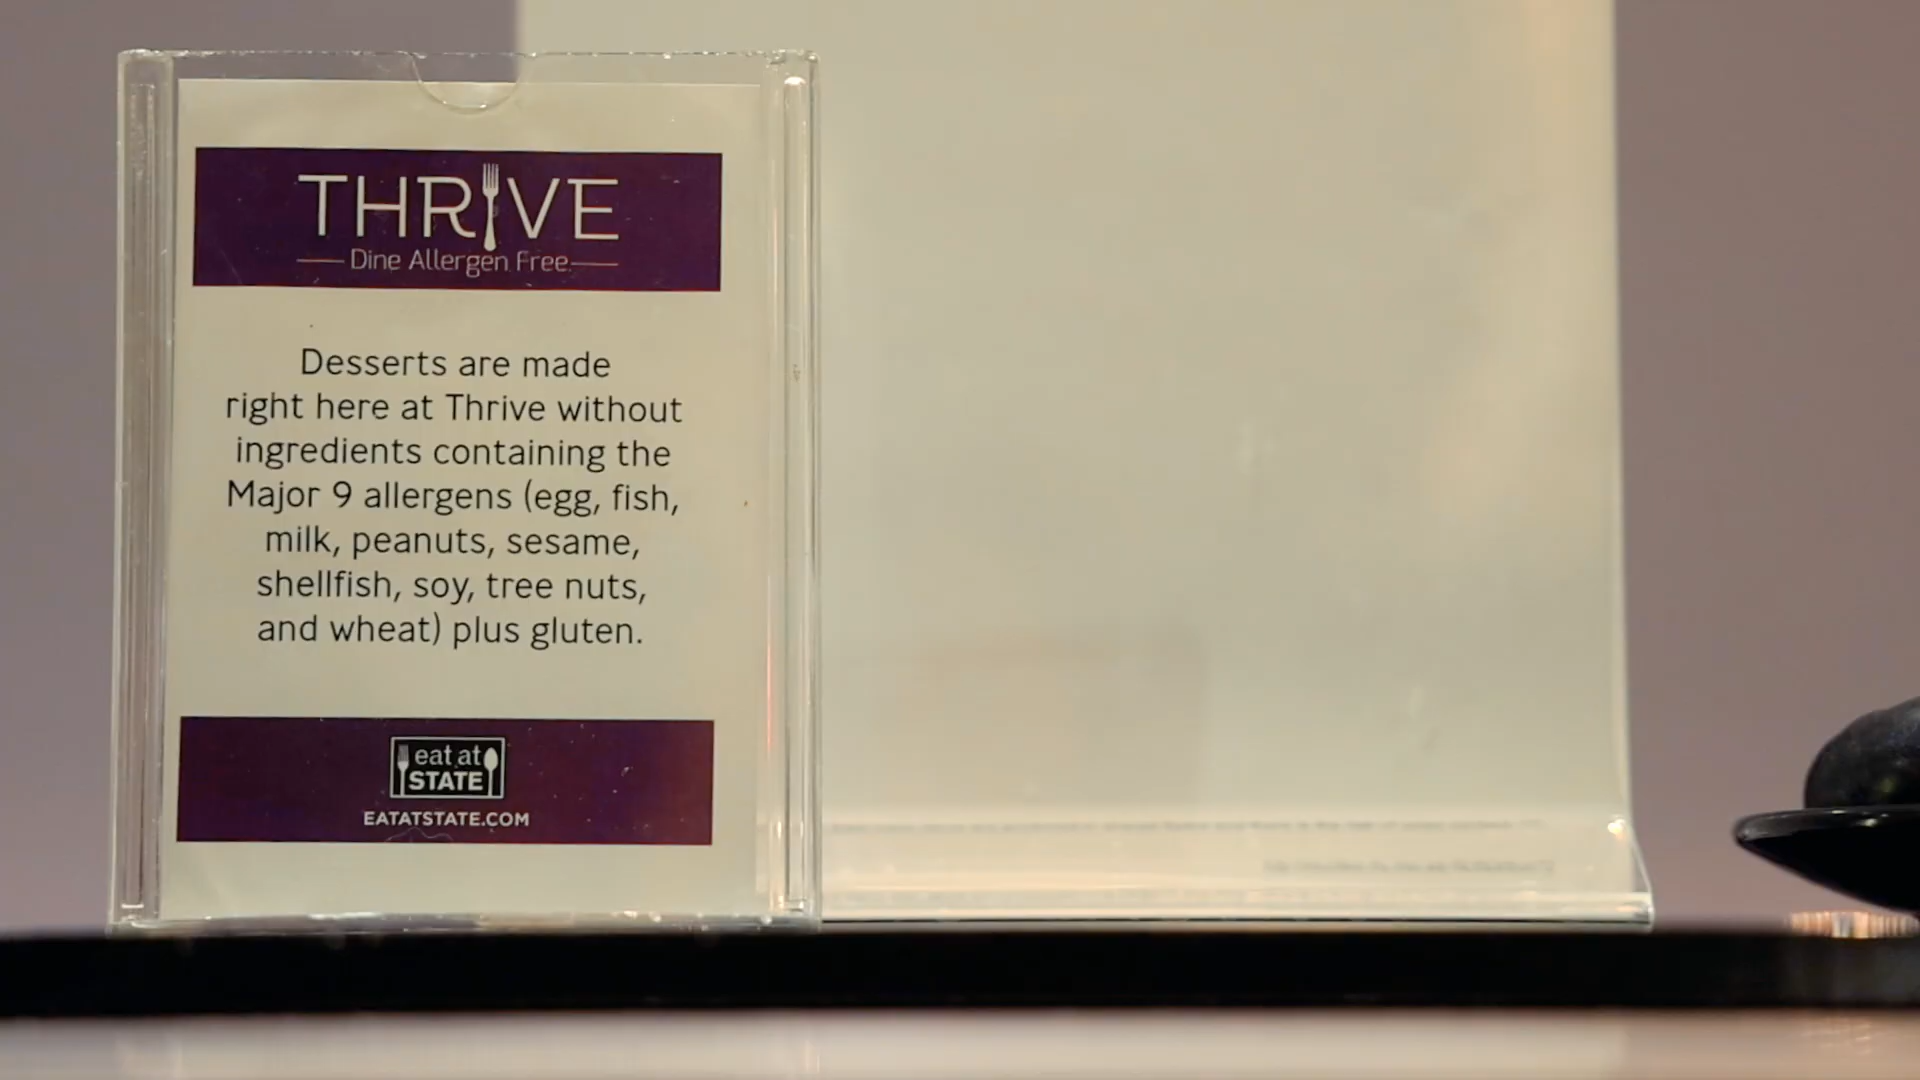 THRIVE
Dine Allergen Free
Desserts are made
right here at Thrive without
ingredients containing the
Major 9 allergens (egg, fish,
milk, peanuts, sesame,
shellfish, soy, tree nuts,
and wheat) plus gluten.
eat at
STATE
EATATSTATE.COM